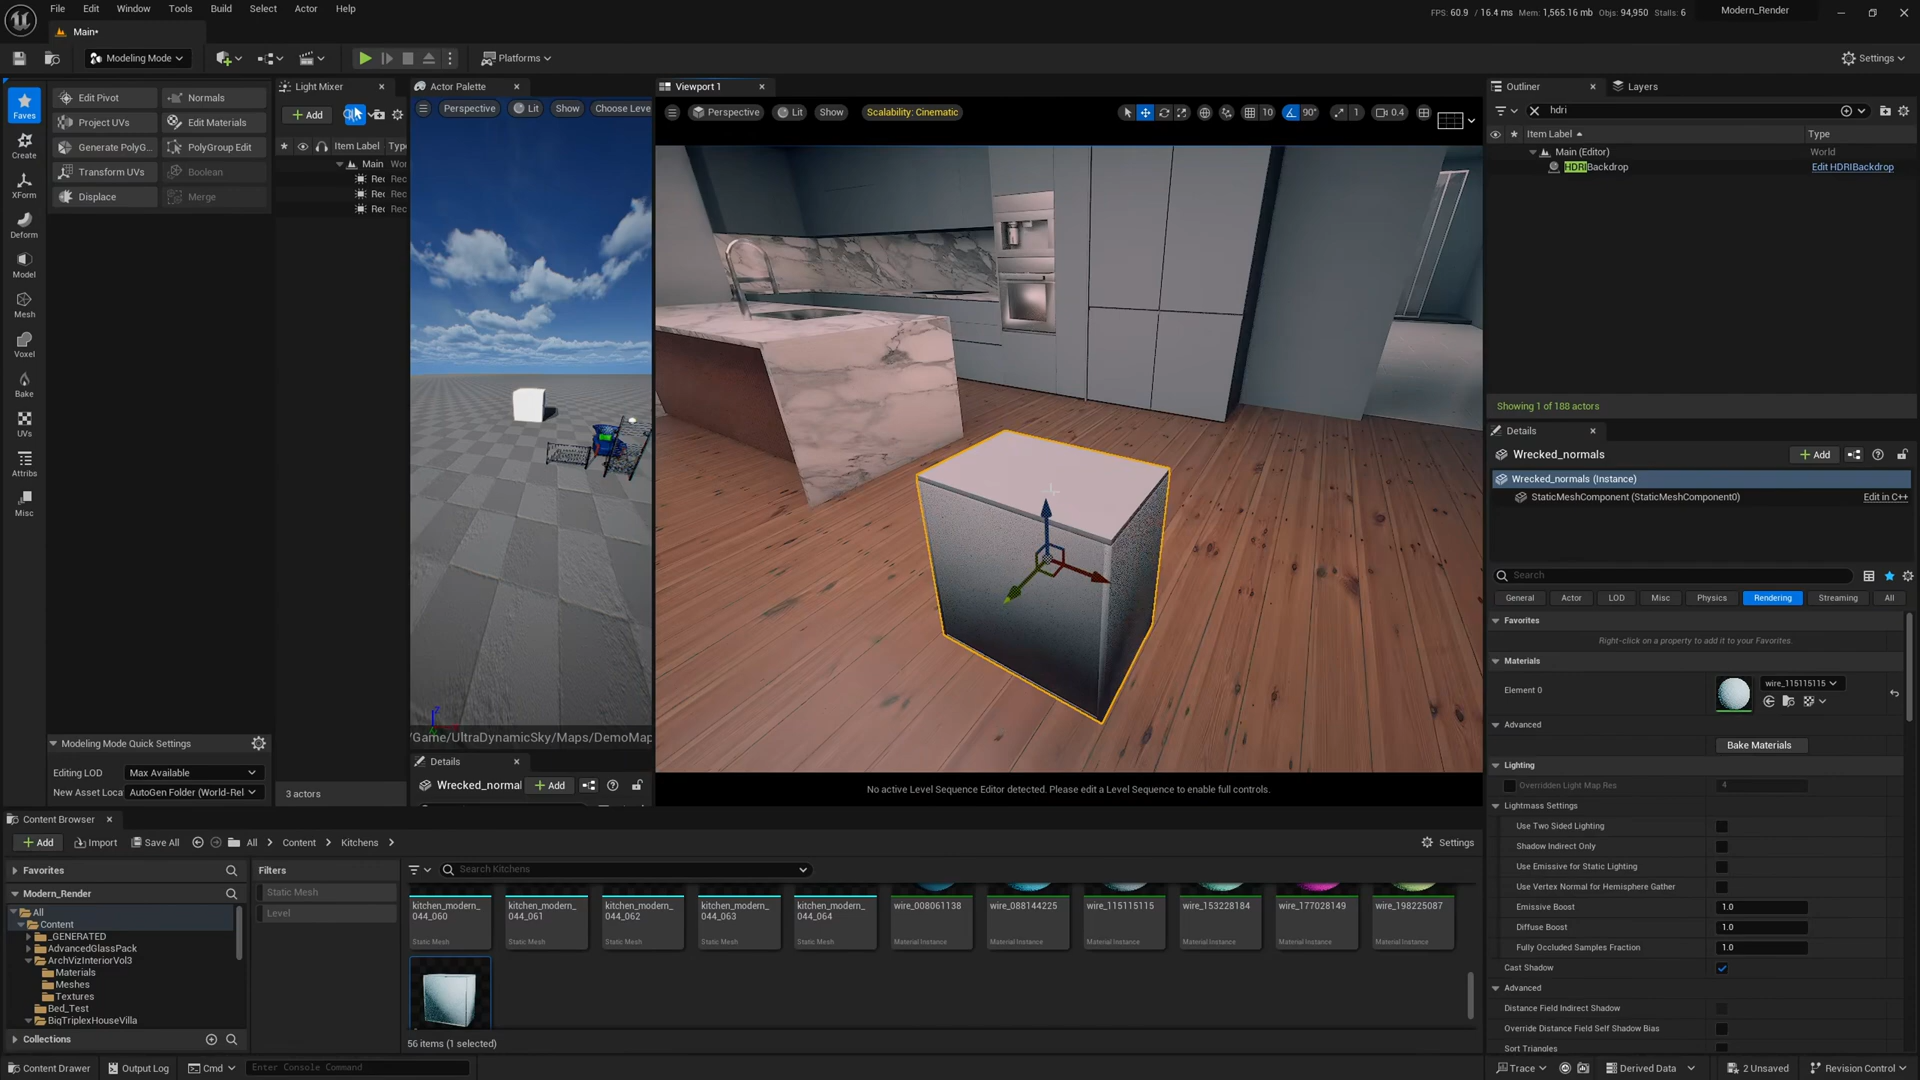 File Edit Window Tools Build Select Actor Help
FPS: 60.9 / 16.4 ms Mem: 1,565.16 mb Objs: 94,950 Stalls: 6
Modern_Render
Main*
Modeling Mode
Platforms
Settings
Faves
Create
XForm
Deform
Model
Mesh
Voxel
Bake
UVs
Attribs
Misc
Edit Pivot
Normals
Project UVs
Edit Materials
Generate PolyG...
PolyGroup Edit
Transform UVs
Boolean
Displace
Merge
Modeling Mode Quick Settings
Editing LOD
Max Available
New Asset Loca
AutoGen Folder (World-Rel
Light Mixer
Add
Item Label
Typ
Main
Wor
Rec Rec
Rec Rec
Rec Rec
3 actors
Actor Palette
Perspective Lit Show Choose Leve
/Game/UltraDynamicSky/Maps/DemoMap
Details
Wrecked_normal
Add
Viewport 1
Perspective Lit Show Scalability: Cinematic
10 90° 1 0.4
No active Level Sequence Editor detected. Please edit a Level Sequence to enable full controls.
Outliner
Layers
hdri
Item Label
Type
Main (Editor)
World
HDRIBackdrop
Edit HDRIBackdrop
Showing 1 of 188 actors
Details
Wrecked_normals
Add
Wrecked_normals (Instance)
StaticMeshComponent (StaticMeshComponent0)
Edit in C++
Search
General Actor LOD Misc Physics Rendering Streaming All
Favorites
Right-click on a property to add it to your Favorites.
Materials
Element 0
wire_115115115
Advanced
Bake Materials
Lighting
Overridden Light Map Res
4
Lightmass Settings
Use Two Sided Lighting
Shadow Indirect Only
Use Emissive for Static Lighting
Use Vertex Normal for Hemisphere Gather
Emissive Boost
1.0
Diffuse Boost
1.0
Fully Occluded Samples Fraction
1.0
Cast Shadow
Advanced
Distance Field Indirect Shadow
Override Distance Field Self Shadow Bias
Sort Triangles
Content Browser
Add
Import
Save All
All
Content
Kitchens
Settings
Favorites
Modern_Render
All
Content
_GENERATED
AdvancedGlassPack
ArchVizInteriorVol3
Materials
Meshes
Textures
Bed_Test
BigTriplexHouseVilla
Collections
Filters
Static Mesh
Level
Search Kitchens
kitchen_modern_
044_060
Static Mesh
kitchen_modern_
044_061
Static Mesh
kitchen_modern_
044_062
Static Mesh
kitchen_modern_
044_063
Static Mesh
kitchen_modern_
044_064
Static Mesh
wire_008061138
Material Instance
wire_088144225
Material Instance
wire_115115115
Material Instance
wire_153228184
Material Instance
wire_177028149
Material Instance
wire_198225087
Material Instance
56 items (1 selected)
Content Drawer
Output Log
Cmd
Enter Console Command
Trace
Derived Data
2 Unsaved
Revision Control